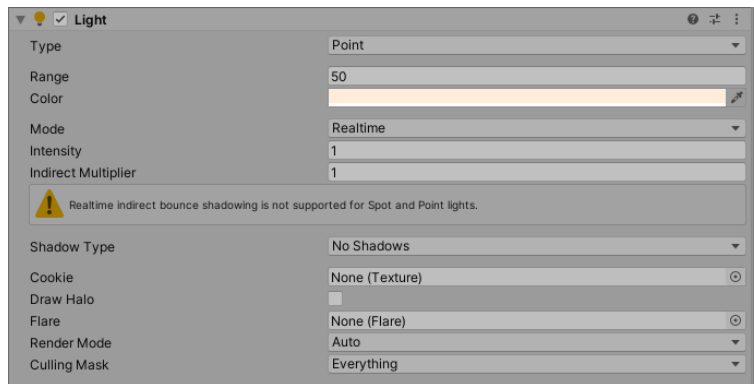 Light
Type Point
Range 50
Color
Mode Realtime
Intensity 1
Indirect Multiplier 1
Realtime indirect bounce shadowing is not supported for Spot and Point lights.
Shadow Type No Shadows
Cookie None (Texture)
Draw Halo
Flare None (Flare)
Render Mode Auto
Culling Mask Everything